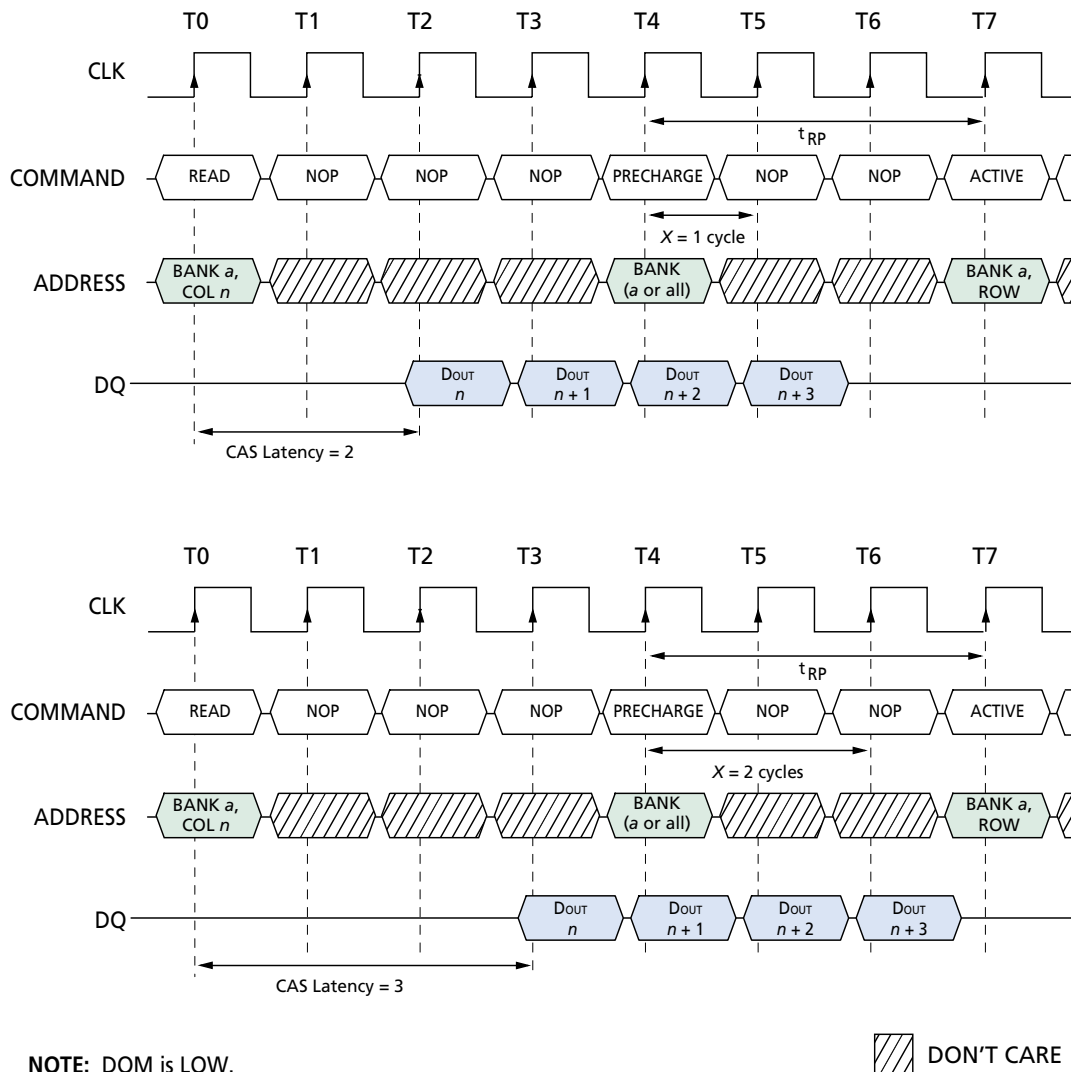 T0 T1 T2 T3 T4 T5 T6 T7
CLK
tRP
COMMAND READ NOP NOP NOP PRECHARGE NOP NOP ACTIVE
X = 1 cycle
ADDRESS BANK a, COL n BANK (a or all) BANK a, ROW
DQ DOUT n DOUT n + 1 DOUT n + 2 DOUT n + 3
CAS Latency = 2
T0 T1 T2 T3 T4 T5 T6 T7
CLK
tRP
COMMAND READ NOP NOP NOP PRECHARGE NOP NOP ACTIVE
X = 2 cycles
ADDRESS BANK a, COL n BANK (a or all) BANK a, ROW
DQ DOUT n DOUT n + 1 DOUT n + 2 DOUT n + 3
CAS Latency = 3
NOTE: DQM is LOW.
DON'T CARE